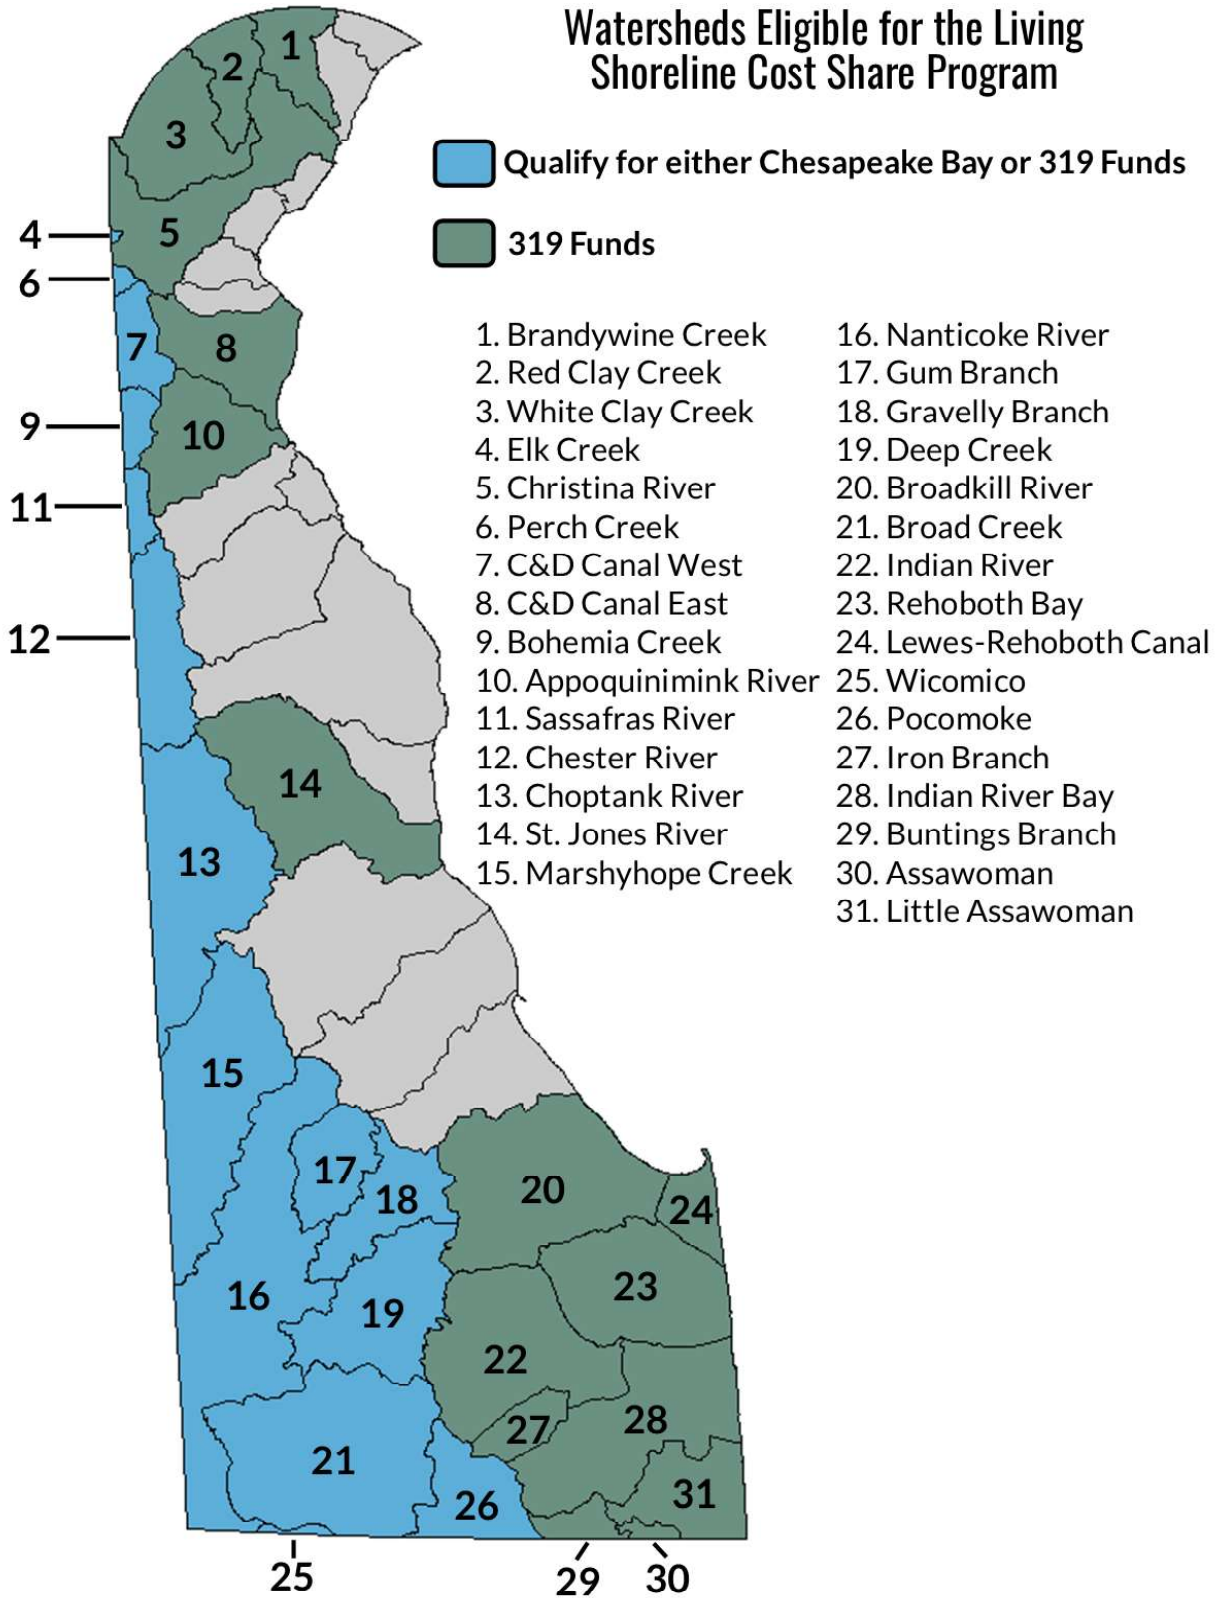 Watersheds Eligible for the Living
Shoreline Cost Share Program
Qualify for either Chesapeake Bay or 319 Funds
319 Funds
1. Brandywine Creek
2. Red Clay Creek
3. White Clay Creek
4. Elk Creek
5. Christina River
6. Perch Creek
7. C&D Canal West
8. C&D Canal East
9. Bohemia Creek
10. Appoquinimink River
11. Sassafras River
12. Chester River
13. Choptank River
14. St. Jones River
15. Marshyhope Creek
16. Nanticoke River
17. Gum Branch
18. Gravelly Branch
19. Deep Creek
20. Broadkill River
21. Broad Creek
22. Indian River
23. Rehoboth Bay
24. Lewes-Rehoboth Canal
25. Wicomico
26. Pocomoke
27. Iron Branch
28. Indian River Bay
29. Buntings Branch
30. Assawoman
31. Little Assawoman
1
2
3
4
5
6
7
8
9
10
11
12
14
13
15
17
18
20
24
16
19
23
22
27
28
21
26
31
25
29
30